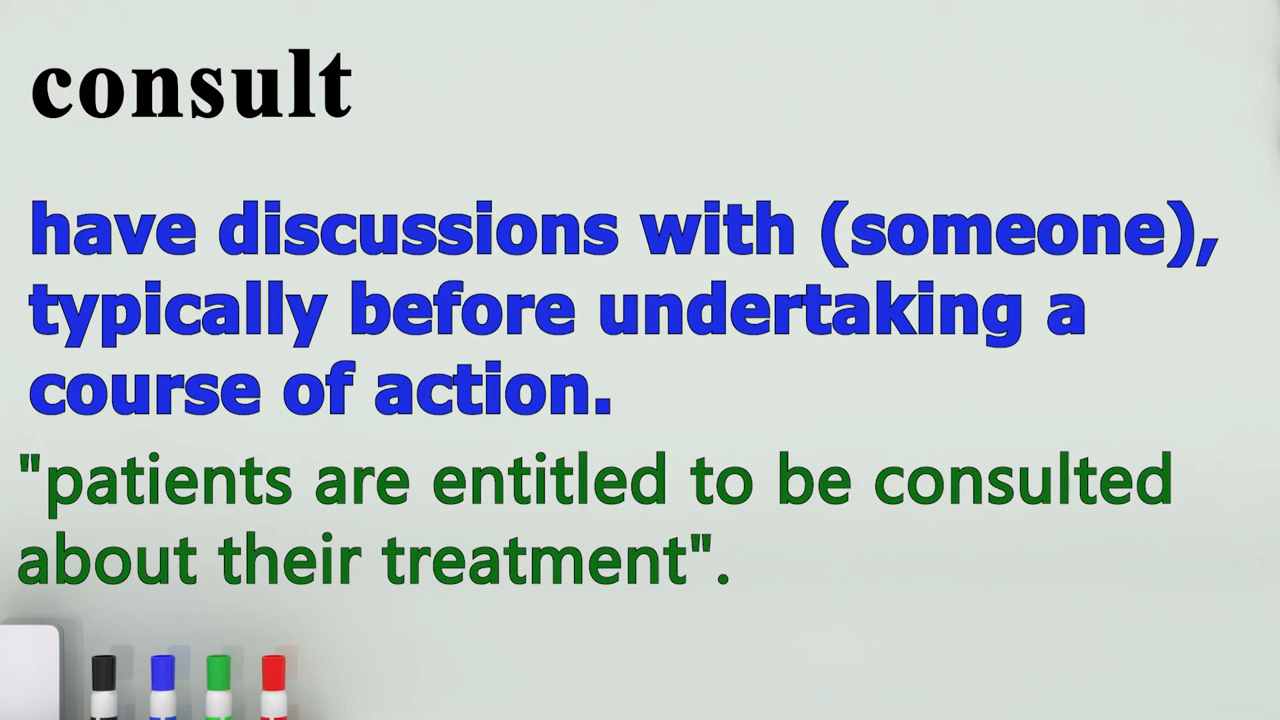 consult
have discussions with (someone),
typically before undertaking a
course of action.
"patients are entitled to be consulted
about their treatment".